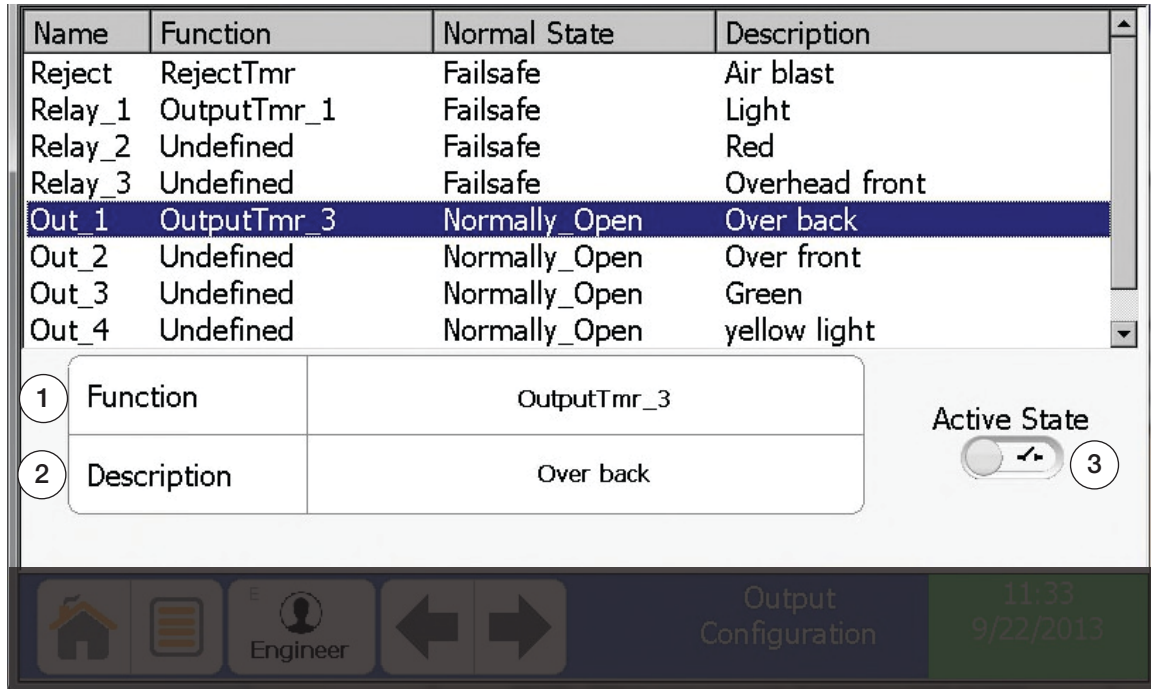 Name Function Normal State Description
Reject RejectTmr Failsafe Air blast
Relay_1 OutputTmr_1 Failsafe Light
Relay_2 Undefined Failsafe Red
Relay_3 Undefined Failsafe Overhead front
Out_1 OutputTmr_3 Normally_Open Over back
Out_2 Undefined Normally_Open Over front
Out_3 Undefined Normally_Open Green
Out_4 Undefined Normally_Open yellow light
1 Function OutputTmr_3
Active State
2 Description Over back
3
E
Engineer
Output
Configuration
11:33
9/22/2013